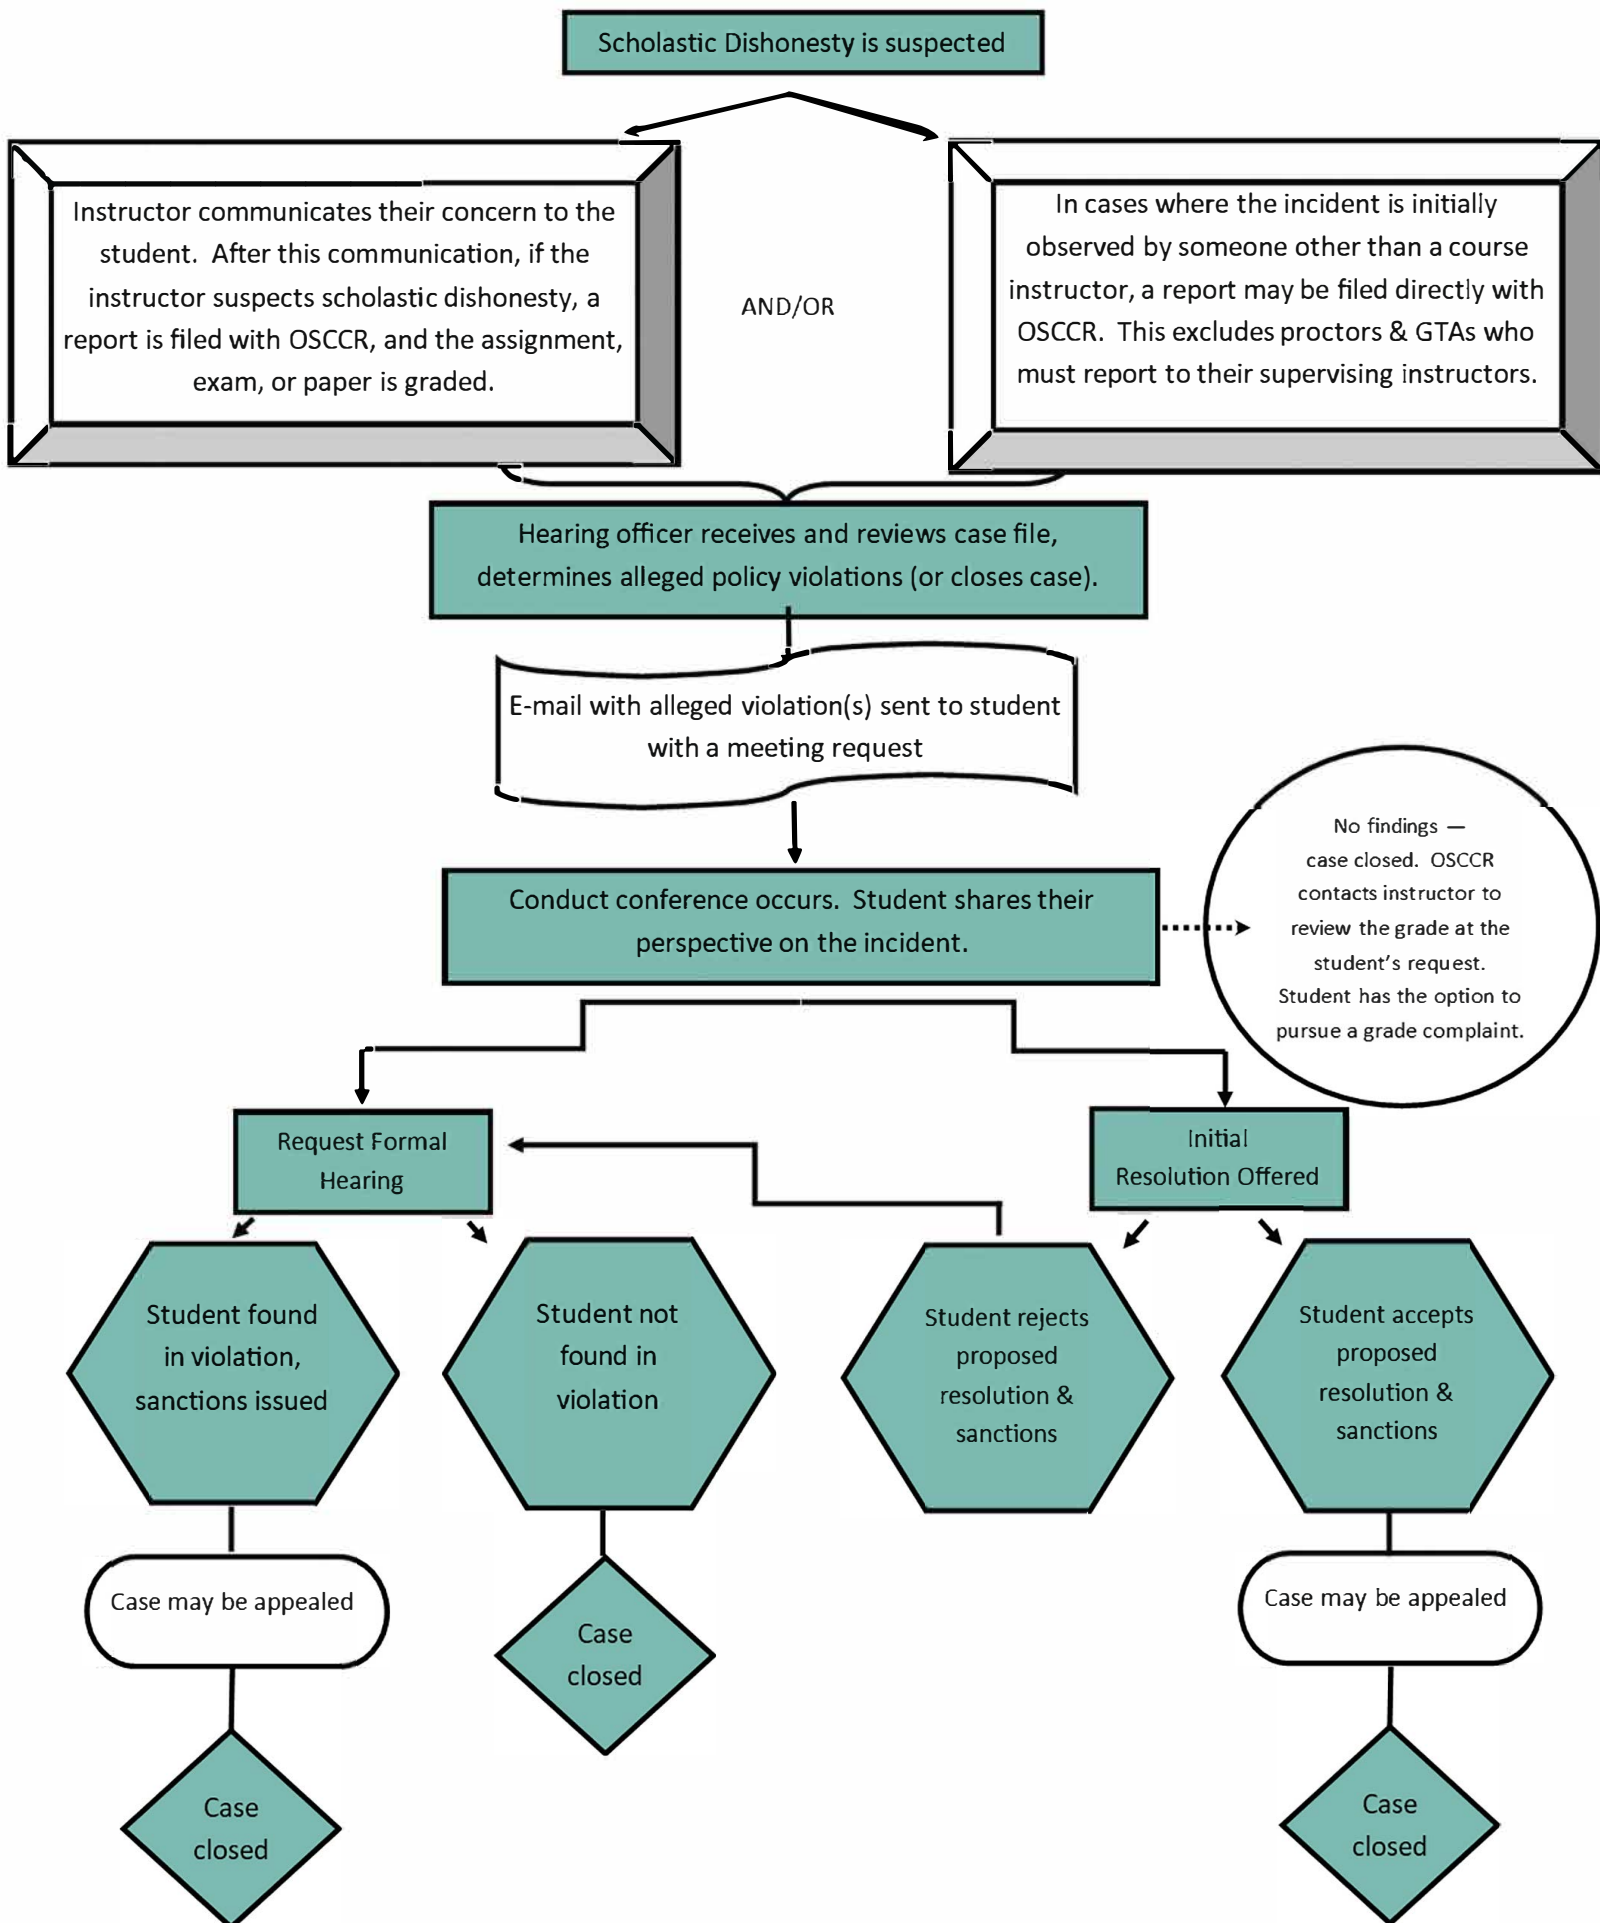 Scholastic Dishonesty is suspected
Instructor communicates their concern to the
student.  After this communication, if the
instructor suspects scholastic dishonesty, a
report is filed with OSCCR, and the assignment,
exam, or paper is graded.
AND/OR
In cases where the incident is initially
observed by someone other than a course
instructor, a report may be filed directly with
OSCCR.  This excludes proctors & GTAs who
must report to their supervising instructors.
Hearing officer receives and reviews case file,
determines alleged policy violations (or closes case).
E-mail with alleged violation(s) sent to student
with a meeting request
Conduct conference occurs.  Student shares their
perspective on the incident.
No findings —
case closed.  OSCCR
contacts instructor to
review the grade at the
student’s request.
Student has the option to
pursue a grade complaint.
Request Formal
Hearing
Initial
Resolution Offered
Student found
in violation,
sanctions issued
Student not
found in
violation
Student rejects
proposed
resolution &
sanctions
Student accepts
proposed
resolution &
sanctions
Case may be appealed
Case
closed
Case may be appealed
Case
closed
Case
closed